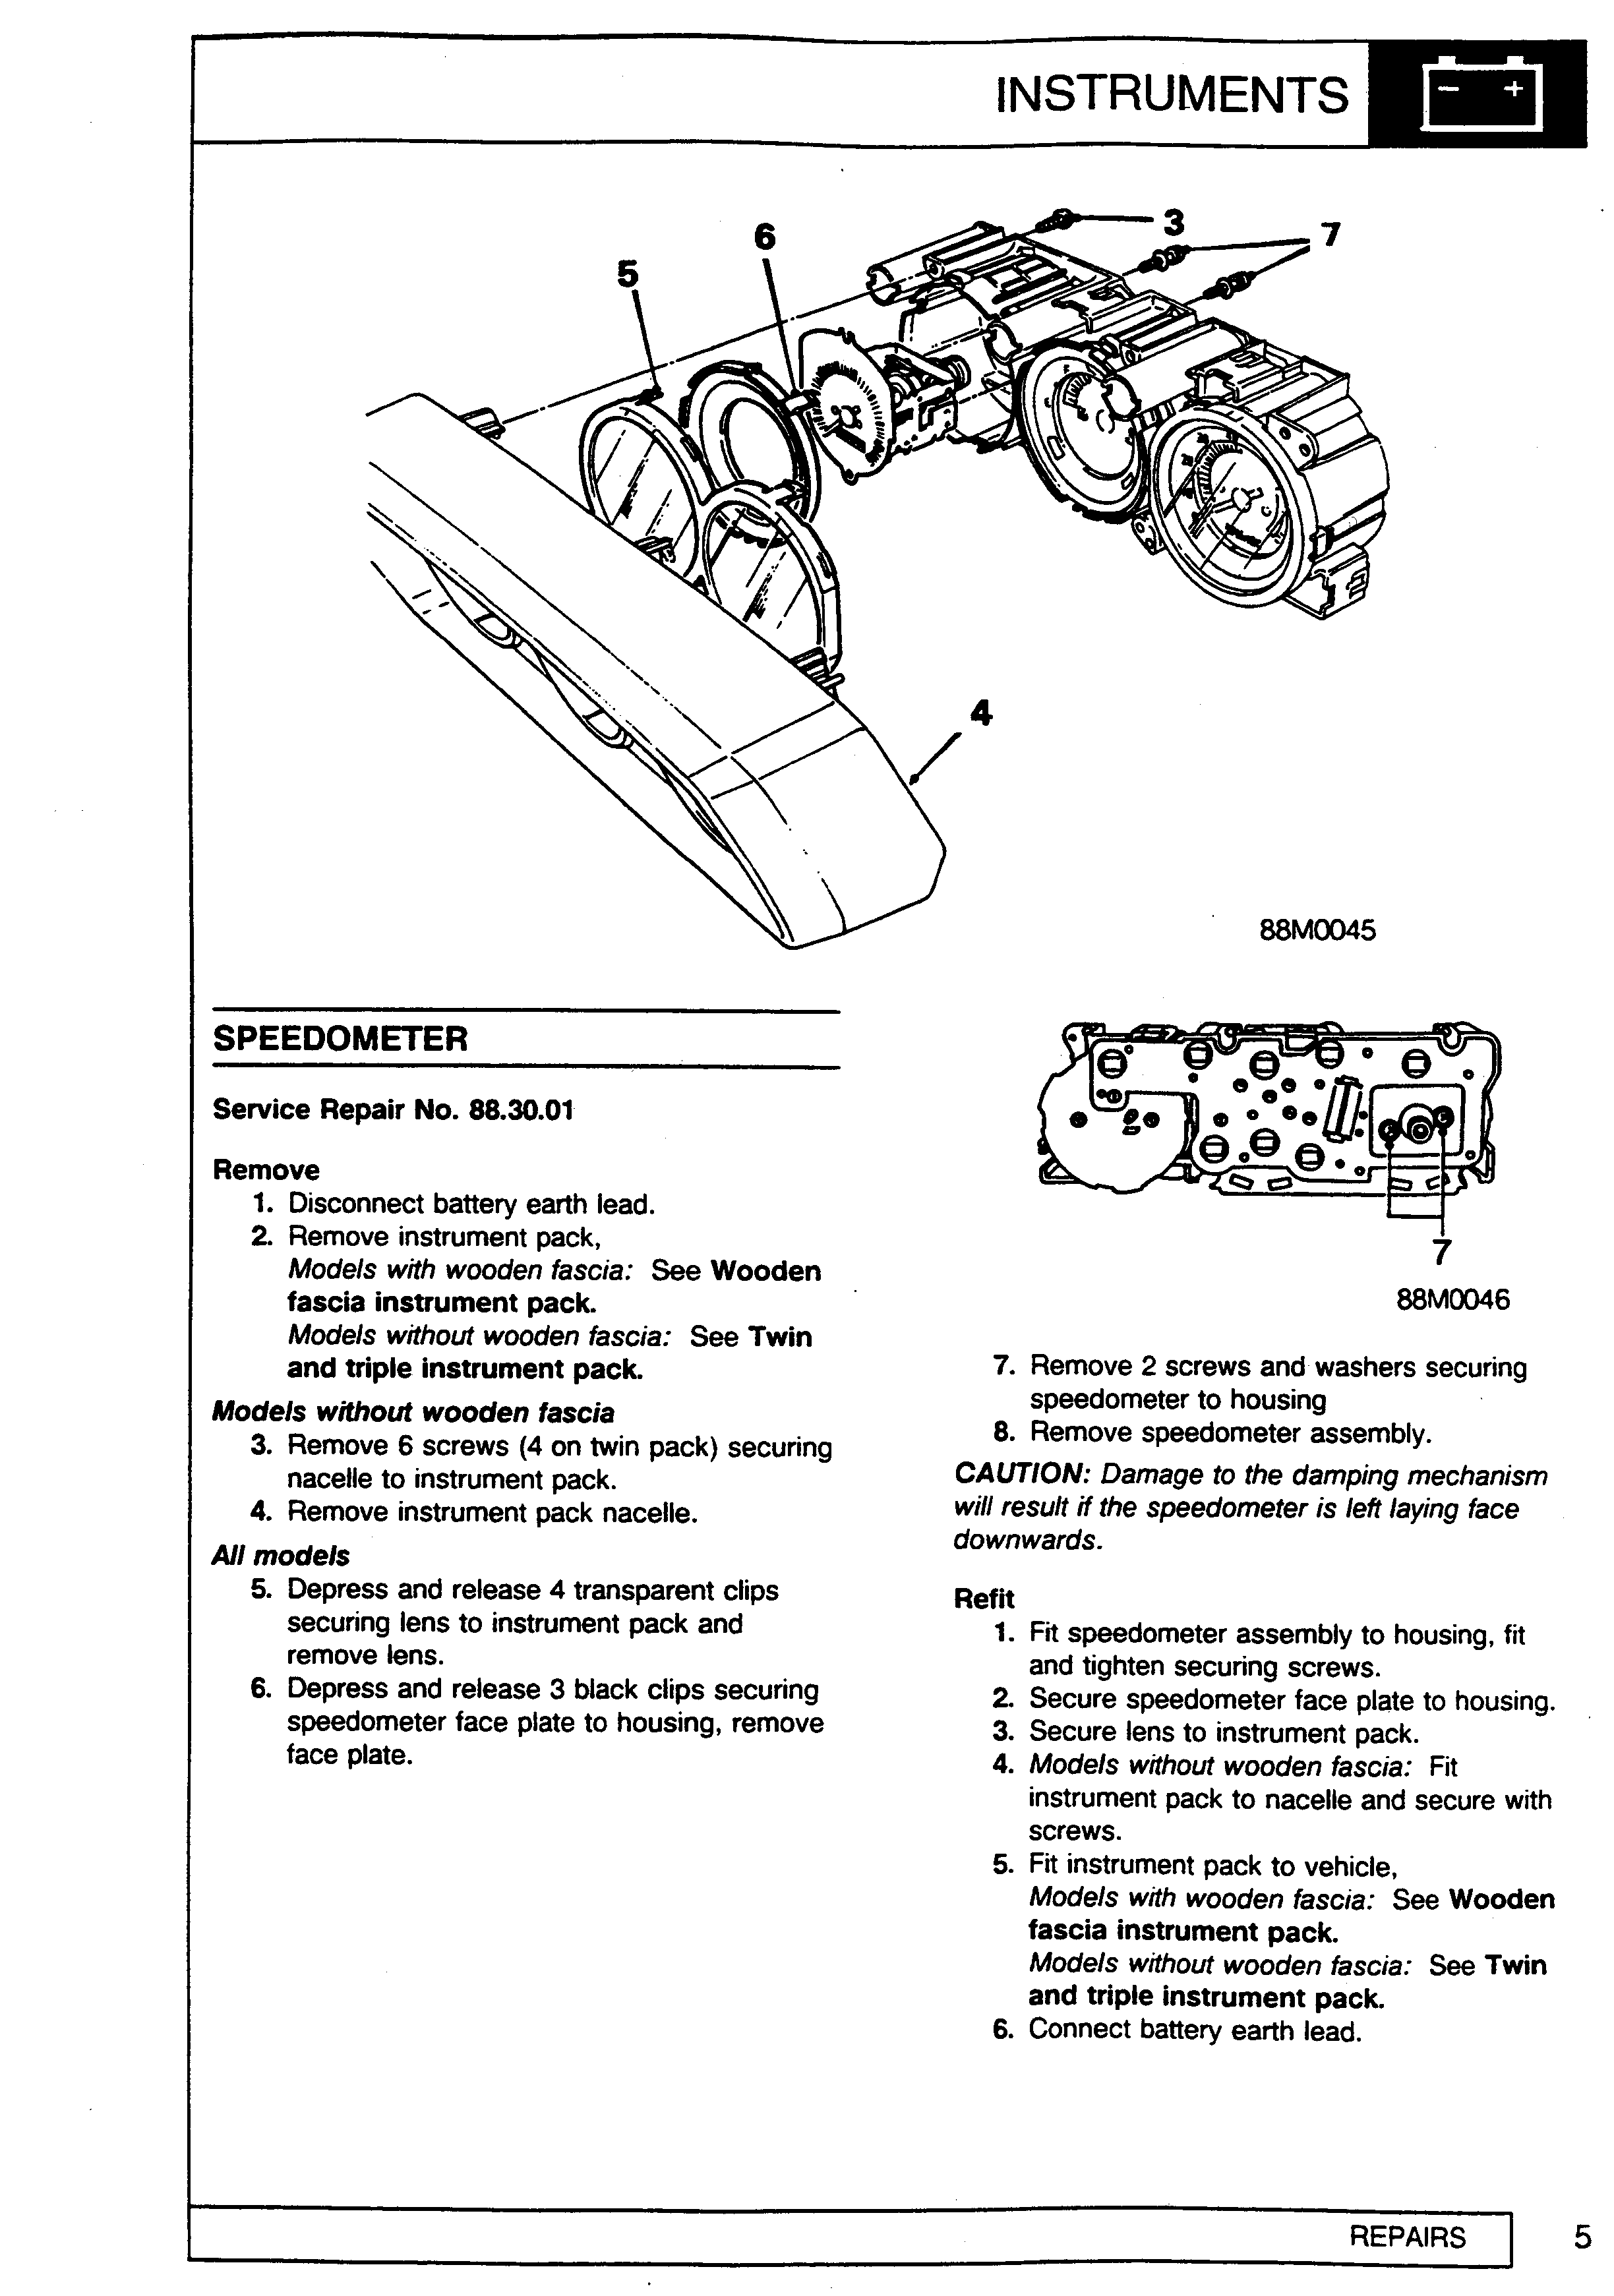 INSTRUMENTS
- +
3
6
7
5
4
88M0045
SPEEDOMETER
Service Repair No. 88.30.01
Remove
1. Disconnect battery earth lead.
2. Remove instrument pack,
Models with wooden fascia: See Wooden
fascia instrument pack.
Models without wooden fascia: See Twin
and triple instrument pack.
Models without wooden fascia
3. Remove 6 screws (4 on twin pack) securing
nacelle to instrument pack.
4. Remove instrument pack nacelle.
All models
5. Depress and release 4 transparent clips
securing lens to instrument pack and
remove lens.
6. Depress and release 3 black clips securing
speedometer face plate to housing, remove
face plate.
7
88M0046
7. Remove 2 screws and washers securing
speedometer to housing
8. Remove speedometer assembly.
CAUTION: Damage to the damping mechanism
will result if the speedometer is left laying face
downwards.
Refit
1. Fit speedometer assembly to housing, fit
and tighten securing screws.
2. Secure speedometer face plate to housing.
3. Secure lens to instrument pack.
4. Models without wooden fascia: Fit
instrument pack to nacelle and secure with
screws.
5. Fit instrument pack to vehicle,
Models with wooden fascia: See Wooden
fascia instrument pack.
Models without wooden fascia: See Twin
and triple instrument pack.
6. Connect battery earth lead.
REPAIRS
5